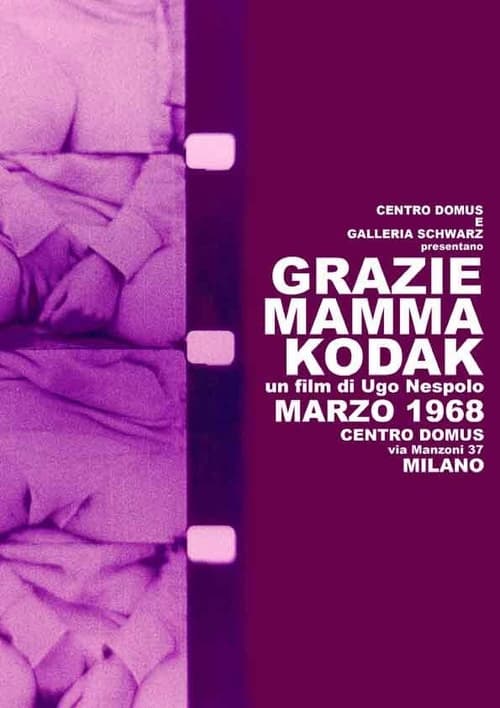 CENTRO DOMUS
E
GALLERIA SCHWARZ
presentano
GRAZIE
MAMMA
KODAK
un film di Ugo Nespolo
MARZO 1968
CENTRO DOMUS
via Manzoni 37
MILANO